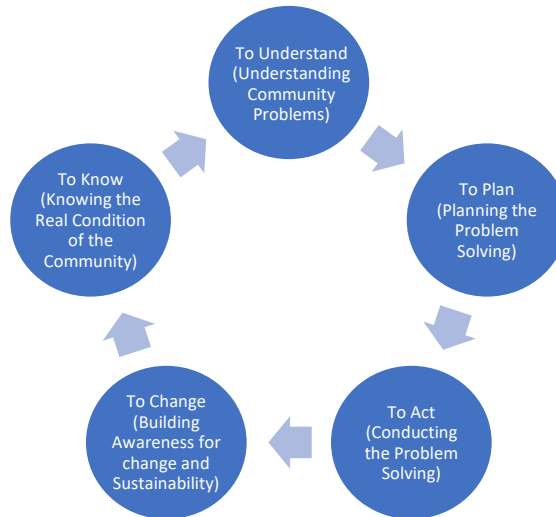 To Understand
(Understanding
Community
Problems)
To Plan
(Planning the
Problem
Solving)
To Act
(Conducting
the Problem
Solving)
To Change
(Building
Awareness for
change and
Sustainability)
To Know
(Knowing the
Real Condition
of the
Community)